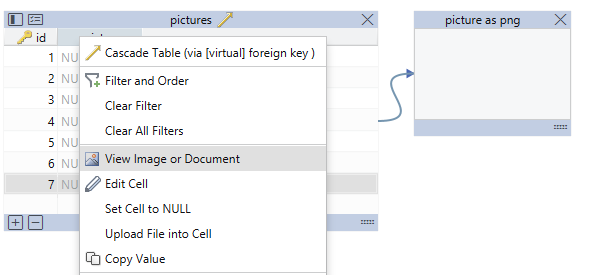 pictures
picture as png
id
1 NU
Cascade Table (via [virtual] foreign key )
2 NU
Filter and Order
3 NU
Clear Filter
4 NU
Clear All Filters
5 NU
View Image or Document
6 NU
7 NU
Edit Cell
Set Cell to NULL
Upload File into Cell
Copy Value